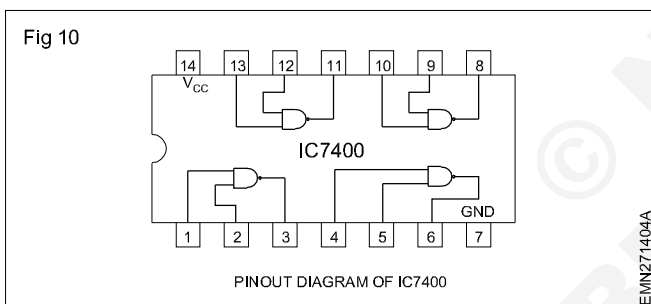 Fig 10
14 13 12 11 10 9 8
VCC
IC7400
GND
1 2 3 4 5 6 7
PINOUT DIAGRAM OF IC7400
EMN271404A
©